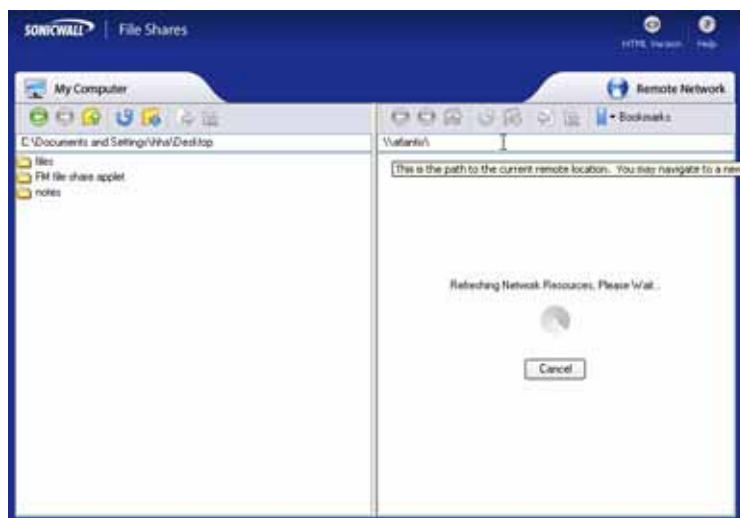 SONICWALL File Shares
HTML Version Help
My Computer
Remote Network
Bookmarks
C:\Documents and Settings\hha\Desktop
\\atlantis\
files
FM file share applet
notes
This is the path to the current remote location. You may navigate to a new
Refreshing Network Resources, Please Wait...
Cancel